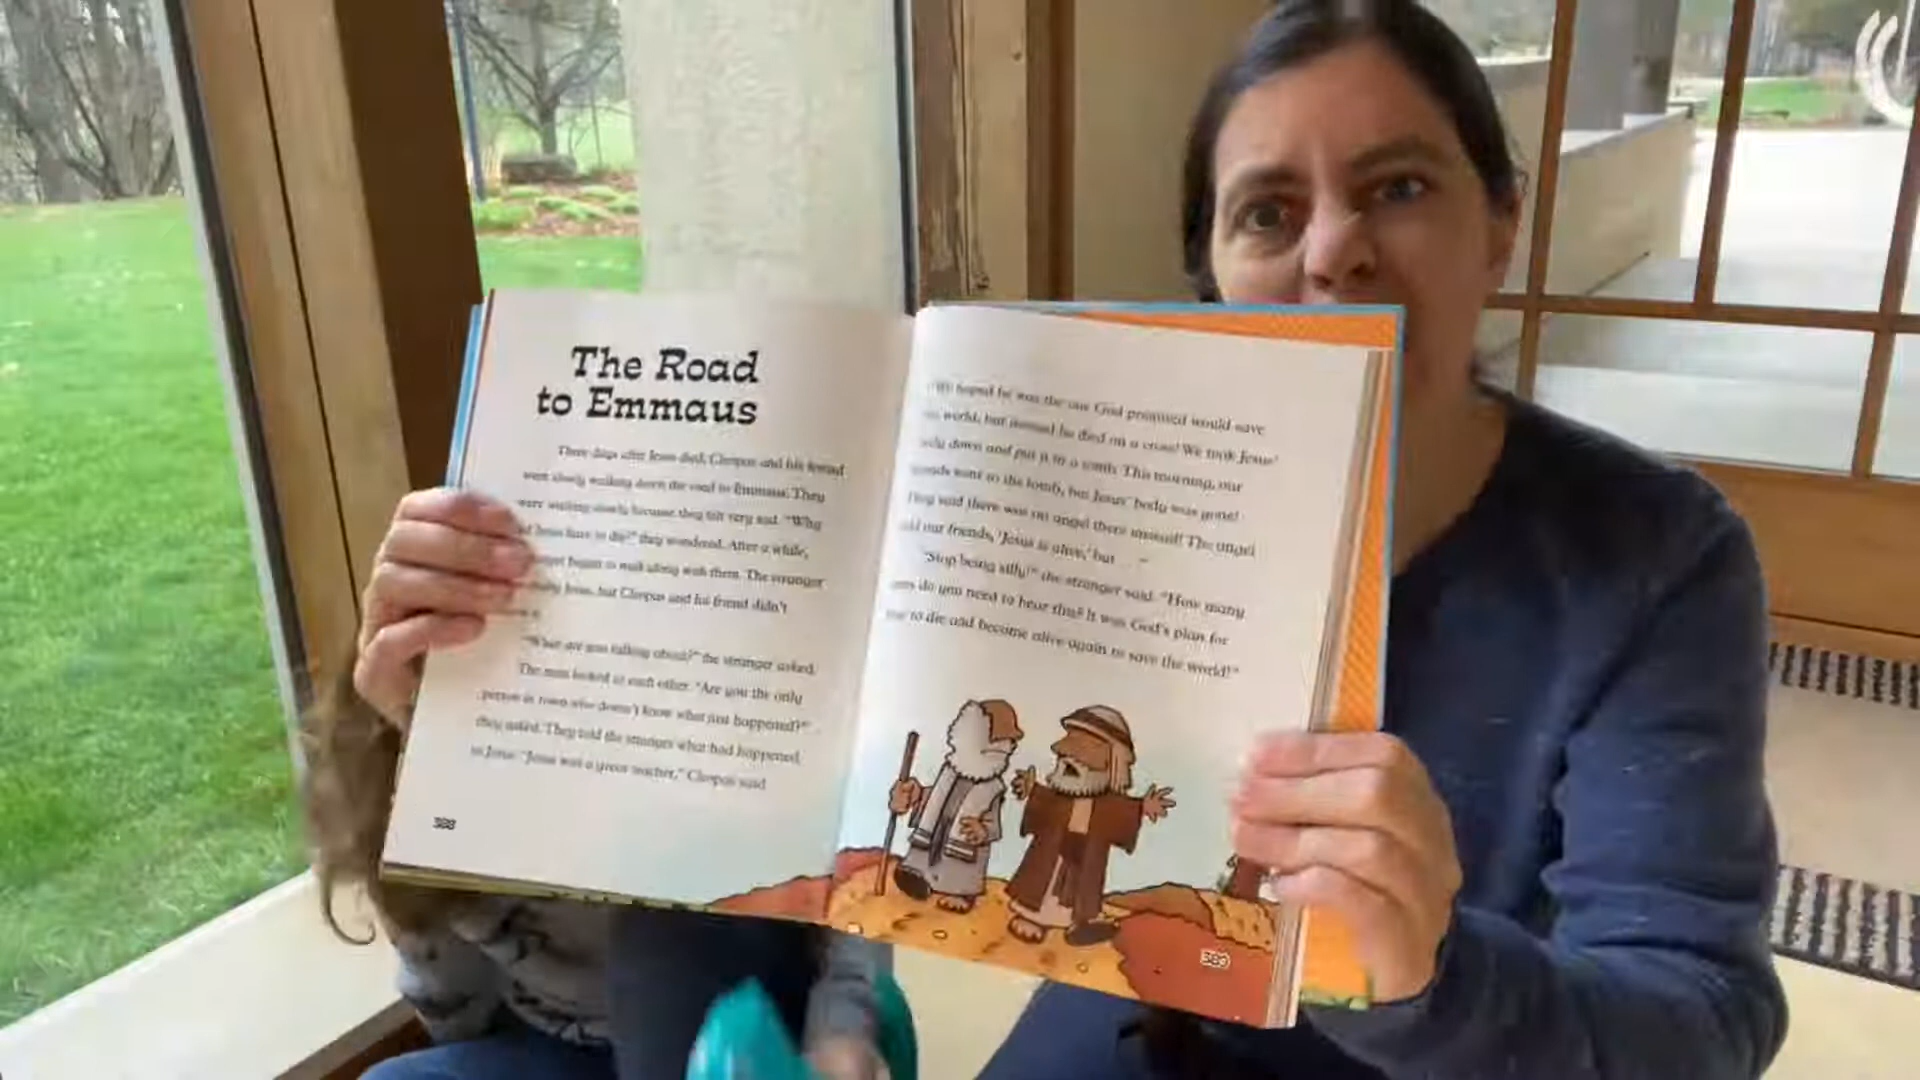 The Road
to Emmaus
Three days after Jesus died, Cleopas and his friend
were slowly walking down the road to Emmaus. They
were walking slowly because they felt very sad. "Why
did Jesus have to die?" they wondered. After a while,
began to walk along with them. The stranger
Jesus, but Cleopas and his friend didn't
it.
"What are you talking about?" the stranger asked.
The men looked at each other. "Are you the only
person in town who doesn't know what just happened?"
they asked. They told the stranger what had happened
to Jesus. "Jesus was a great teacher," Cleopas said.
388
"We hoped he was the one God promised would save
world, but instead he died on a cross! We took Jesus'
body down and put it in a tomb. This morning, our
friends went to the tomb, but Jesus' body was gone!
They said there was an angel there instead! The angel
told our friends, 'Jesus is alive,' but
"Stop being silly!" the stranger said. "How many
do you need to hear this? It was God's plan for
to die and become alive again to save the world!"
389